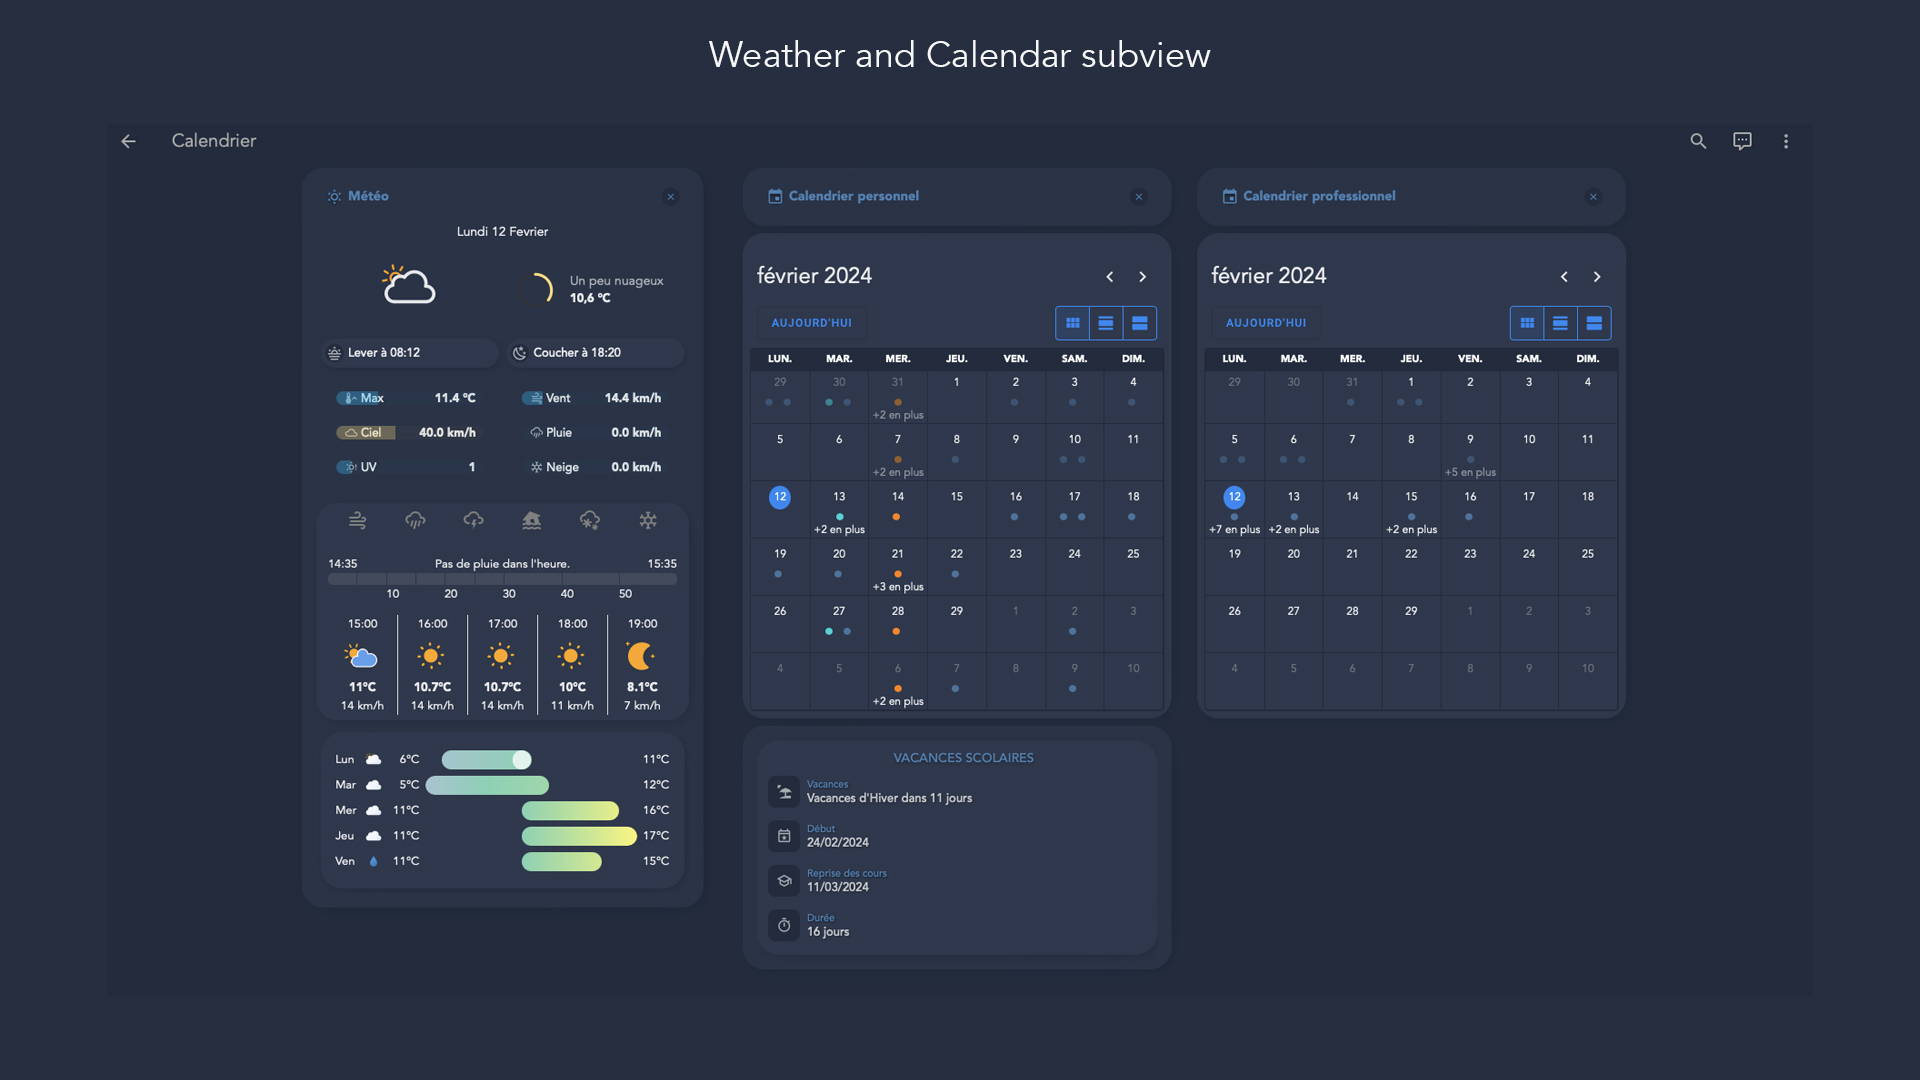 Weather and Calendar subview
Calendrier
Météo
Lundi 12 Fevrier
Un peu nuageux
10,6 °C
Lever à 08:12
Coucher à 18:20
Max 11.4 °C
Vent 14.4 km/h
Ciel 40.0 km/h
Pluie 0.0 km/h
UV 1
Neige 0.0 km/h
14:35 Pas de pluie dans l'heure. 15:35
10 20 30 40 50
15:00 16:00 17:00 18:00 19:00
11°C 10.7°C 10.7°C 10°C 8.1°C
14 km/h 14 km/h 14 km/h 11 km/h 7 km/h
Lun 6°C 11°C
Mar 5°C 12°C
Mer 11°C 16°C
Jeu 11°C 17°C
Ven 11°C 15°C
Calendrier personnel
février 2024
AUJOURD'HUI
LUN. MAR. MER. JEU. VEN. SAM. DIM.
29 30 31 1 2 3 4
+2 en plus
5 6 7 8 9 10 11
+2 en plus
12 13 14 15 16 17 18
+2 en plus
19 20 21 22 23 24 25
+3 en plus
26 27 28 29 1 2 3
4 5 6 7 8 9 10
+2 en plus
VACANCES SCOLAIRES
Vacances
Vacances d'Hiver dans 11 jours
Début
24/02/2024
Reprise des cours
11/03/2024
Durée
16 jours
Calendrier professionnel
février 2024
AUJOURD'HUI
LUN. MAR. MER. JEU. VEN. SAM. DIM.
29 30 31 1 2 3 4
5 6 7 8 9 10 11
+5 en plus
12 13 14 15 16 17 18
+7 en plus +2 en plus +2 en plus
19 20 21 22 23 24 25
26 27 28 29 1 2 3
4 5 6 7 8 9 10